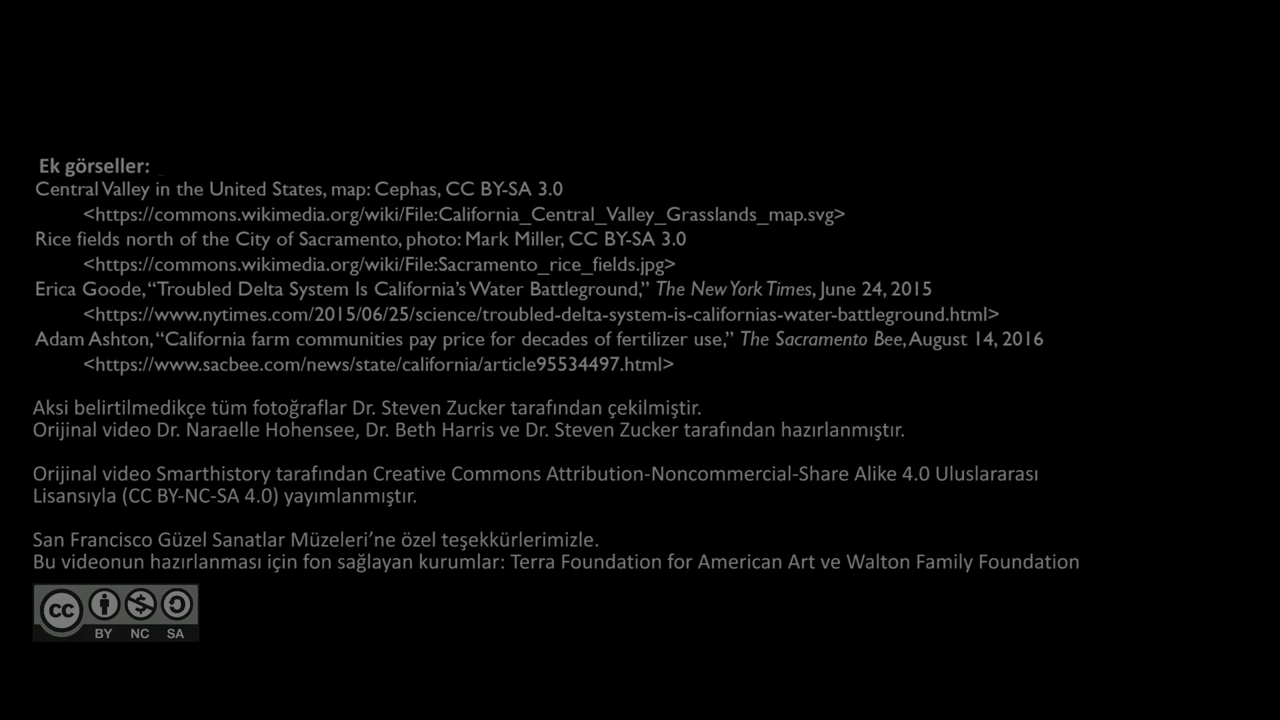 Ek görseller:
Central Valley in the United States, map: Cephas, CC BY-SA 3.0
<https://commons.wikimedia.org/wiki/File:California_Central_Valley_Grasslands_map.svg>
Rice fields north of the City of Sacramento, photo: Mark Miller, CC BY-SA 3.0
<https://commons.wikimedia.org/wiki/File:Sacramento_rice_fields.jpg>
Erica Goode, “Troubled Delta System Is California’s Water Battleground,” The New York Times, June 24, 2015
<https://www.nytimes.com/2015/06/25/science/troubled-delta-system-is-californias-water-battleground.html>
Adam Ashton, “California farm communities pay price for decades of fertilizer use,” The Sacramento Bee, August 14, 2016
<https://www.sacbee.com/news/state/california/article95534497.html>
Aksi belirtilmedikçe tüm fotoğraflar Dr. Steven Zucker tarafından çekilmiştir.
Orijinal video Dr. Naraelle Hohensee, Dr. Beth Harris ve Dr. Steven Zucker tarafından hazırlanmıştır.
Orijinal video Smarthistory tarafından Creative Commons Attribution-Noncommercial-Share Alike 4.0 Uluslararası
Lisansıyla (CC BY-NC-SA 4.0) yayımlanmıştır.
San Francisco Güzel Sanatlar Müzeleri’ne özel teşekkürlerimizle.
Bu videonun hazırlanması için fon sağlayan kurumlar: Terra Foundation for American Art ve Walton Family Foundation
cc
BY NC SA